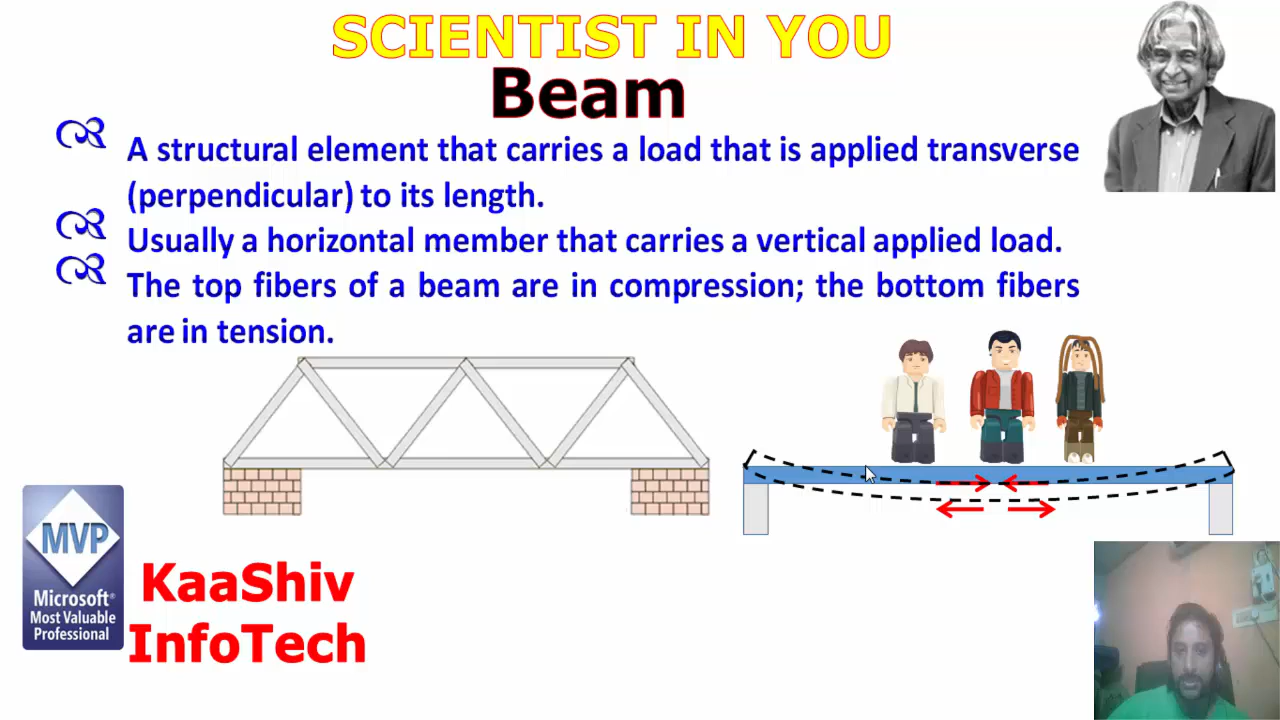 SCIENTIST IN YOU
Beam
A structural element that carries a load that is applied transverse
(perpendicular) to its length.
Usually a horizontal member that carries a vertical applied load.
The top fibers of a beam are in compression; the bottom fibers
are in tension.
MVP
Microsoft®
Most Valuable
Professional
KaaShiv
InfoTech